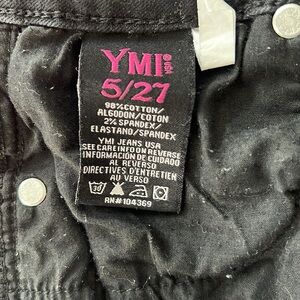 YMI
5/27
98%COTTON/
ALGODON/COTON
2% SPANDEX/
ELASTANO/SPANDEX
YMI JEANS USA
SEE CARE INFO ON REVERSE
INFORMACIÓN DE CUIDADO
AL REVERSO
DIRECTIVES D'ENTRETIEN
AU VERSO
RN# 104369